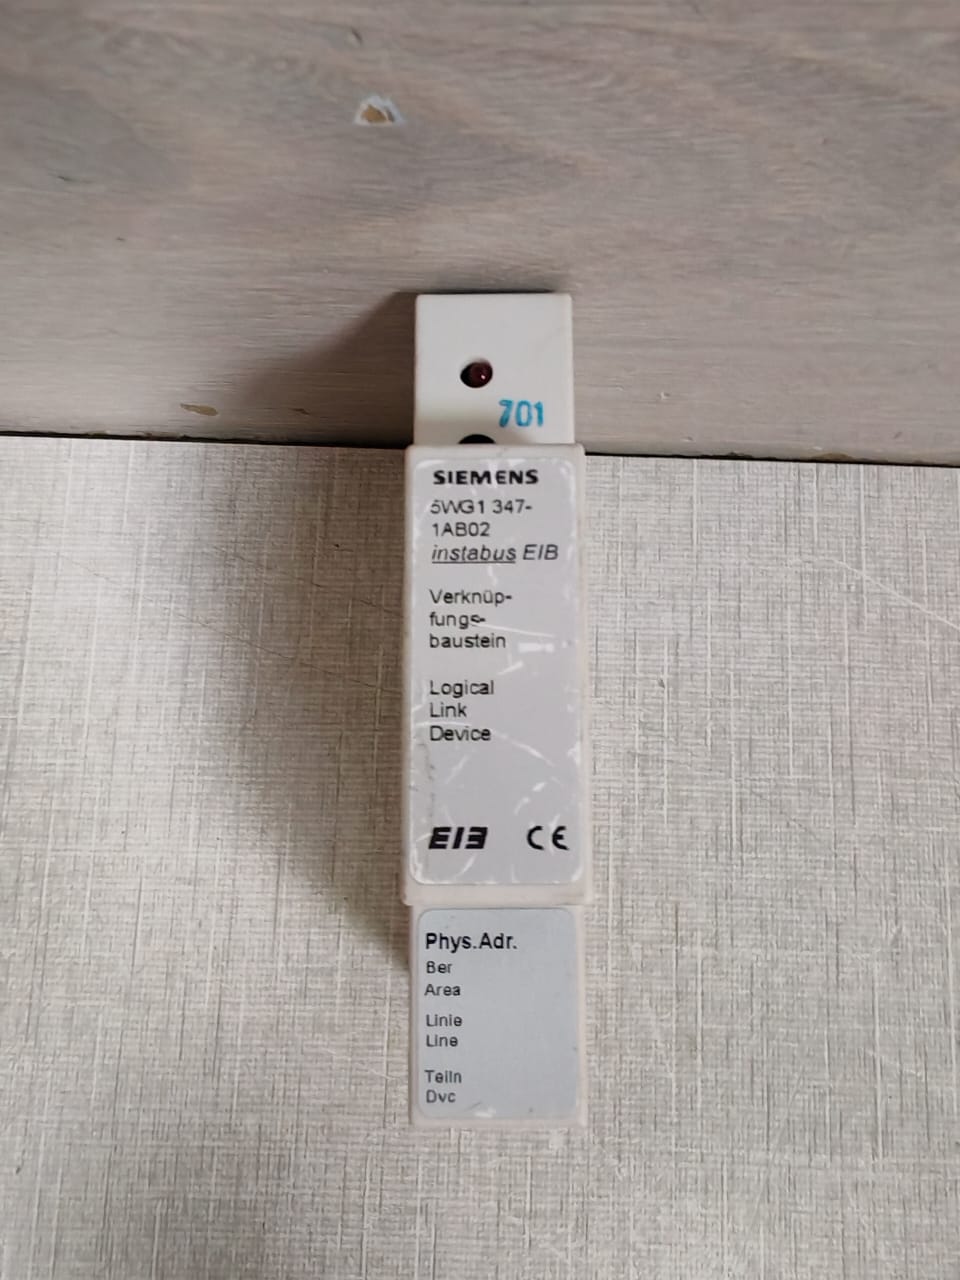 701
SIEMENS
5WG1 347-
1AB02
instabus EIB
Verknüp-
fungs-
baustein
Logical
Link
Device
EIB CE
Phys.Adr.
Ber
Area
Linie
Line
Teiln
Dvc